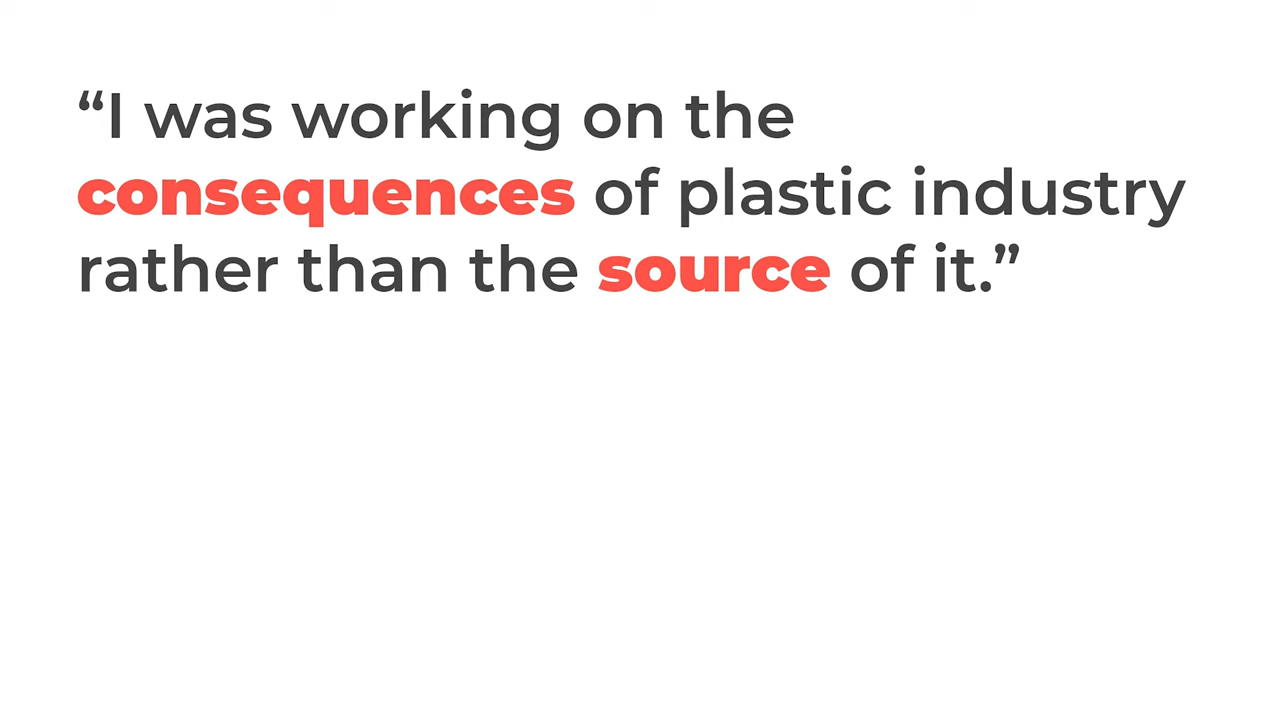 “I was working on the
consequences of plastic industry
rather than the source of it.”